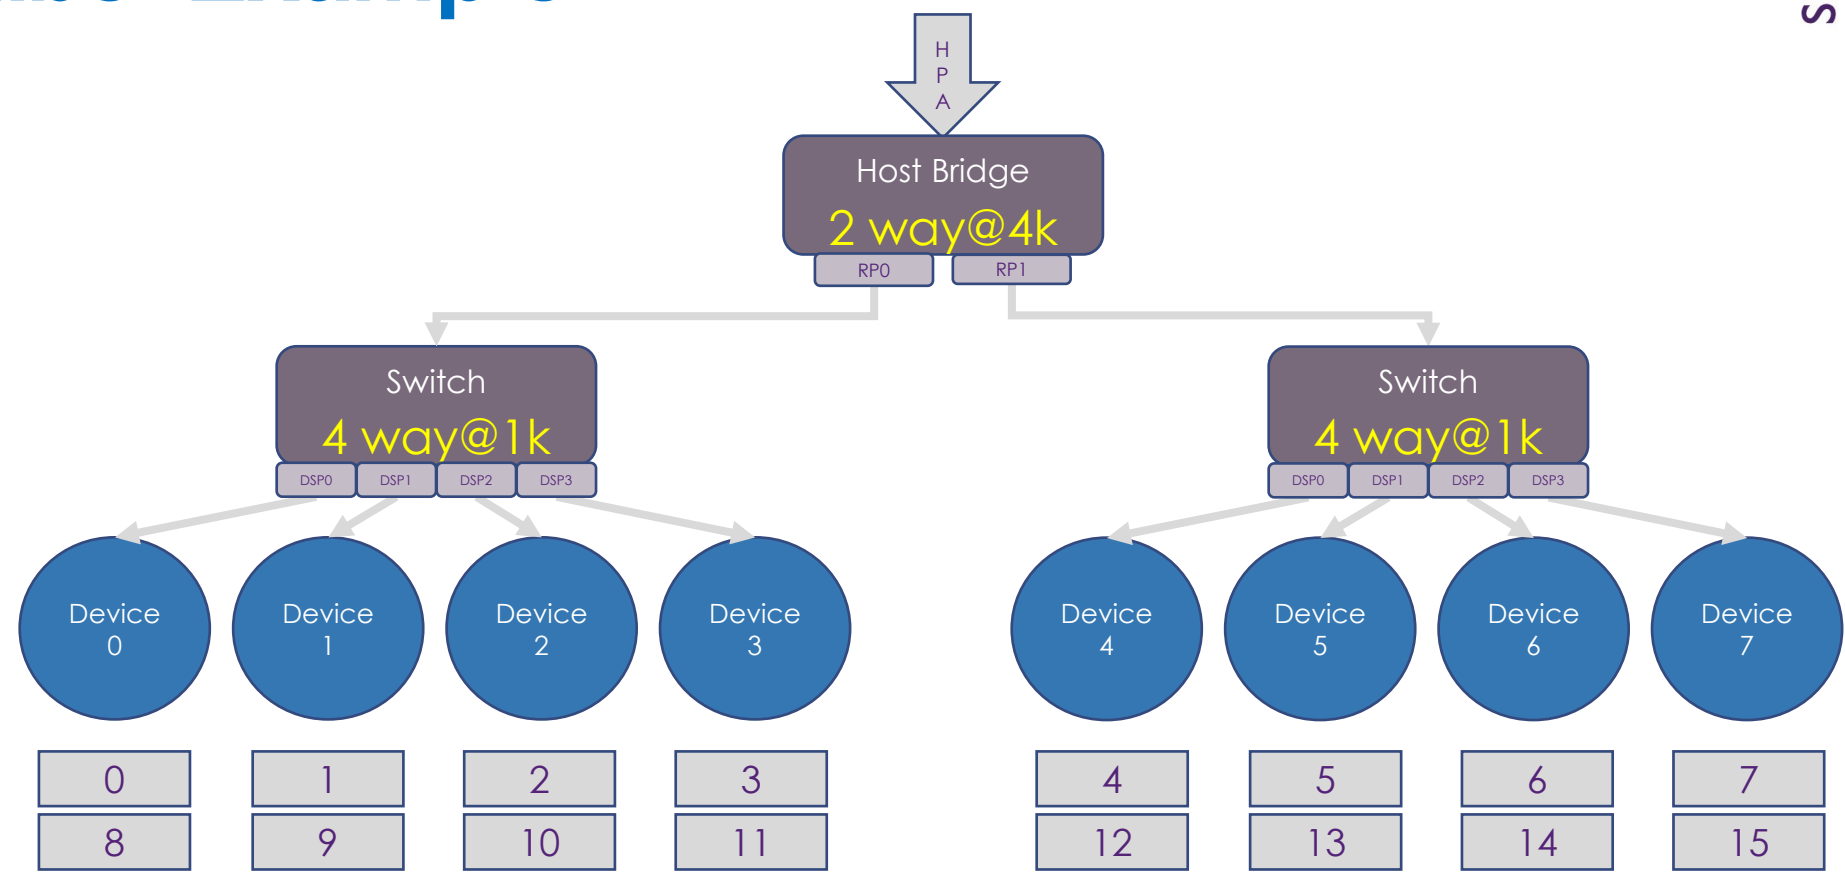 H
P
A
Host Bridge
2 way@4k
RP0
RP1
Switch
4 way@1k
DSP0
DSP1
DSP2
DSP3
Switch
4 way@1k
DSP0
DSP1
DSP2
DSP3
Device
0
Device
1
Device
2
Device
3
Device
4
Device
5
Device
6
Device
7
0
1
2
3
4
5
6
7
8
9
10
11
12
13
14
15